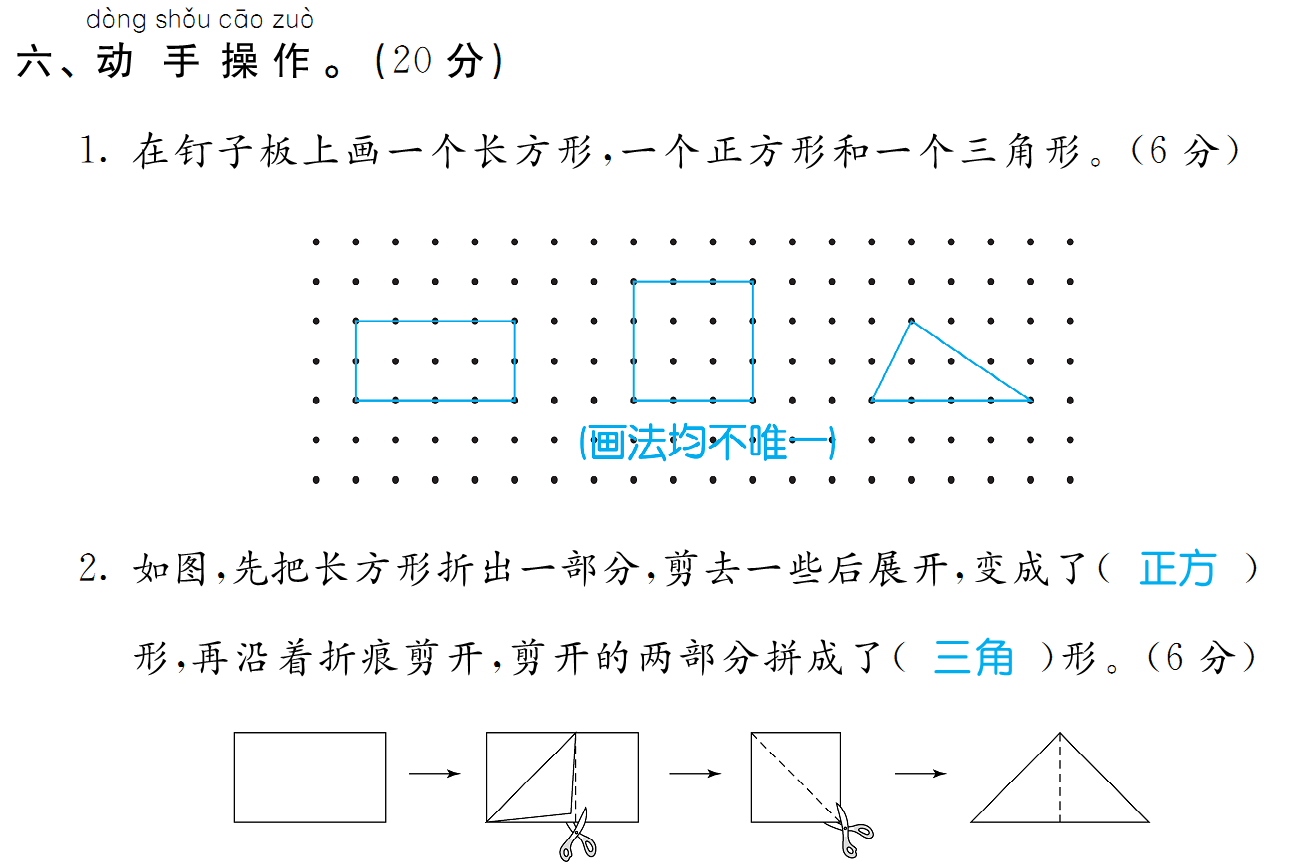 dòng shǒu cāo zuò
六、动手操作。(20分)
1. 在钉子板上画一个长方形,一个正方形和一个三角形。(6分)
(画法均不唯一)
2. 如图,先把长方形折出一部分,剪去一些后展开,变成了( 正方 )
形,再沿着折痕剪开,剪开的两部分拼成了( 三角 )形。(6分)